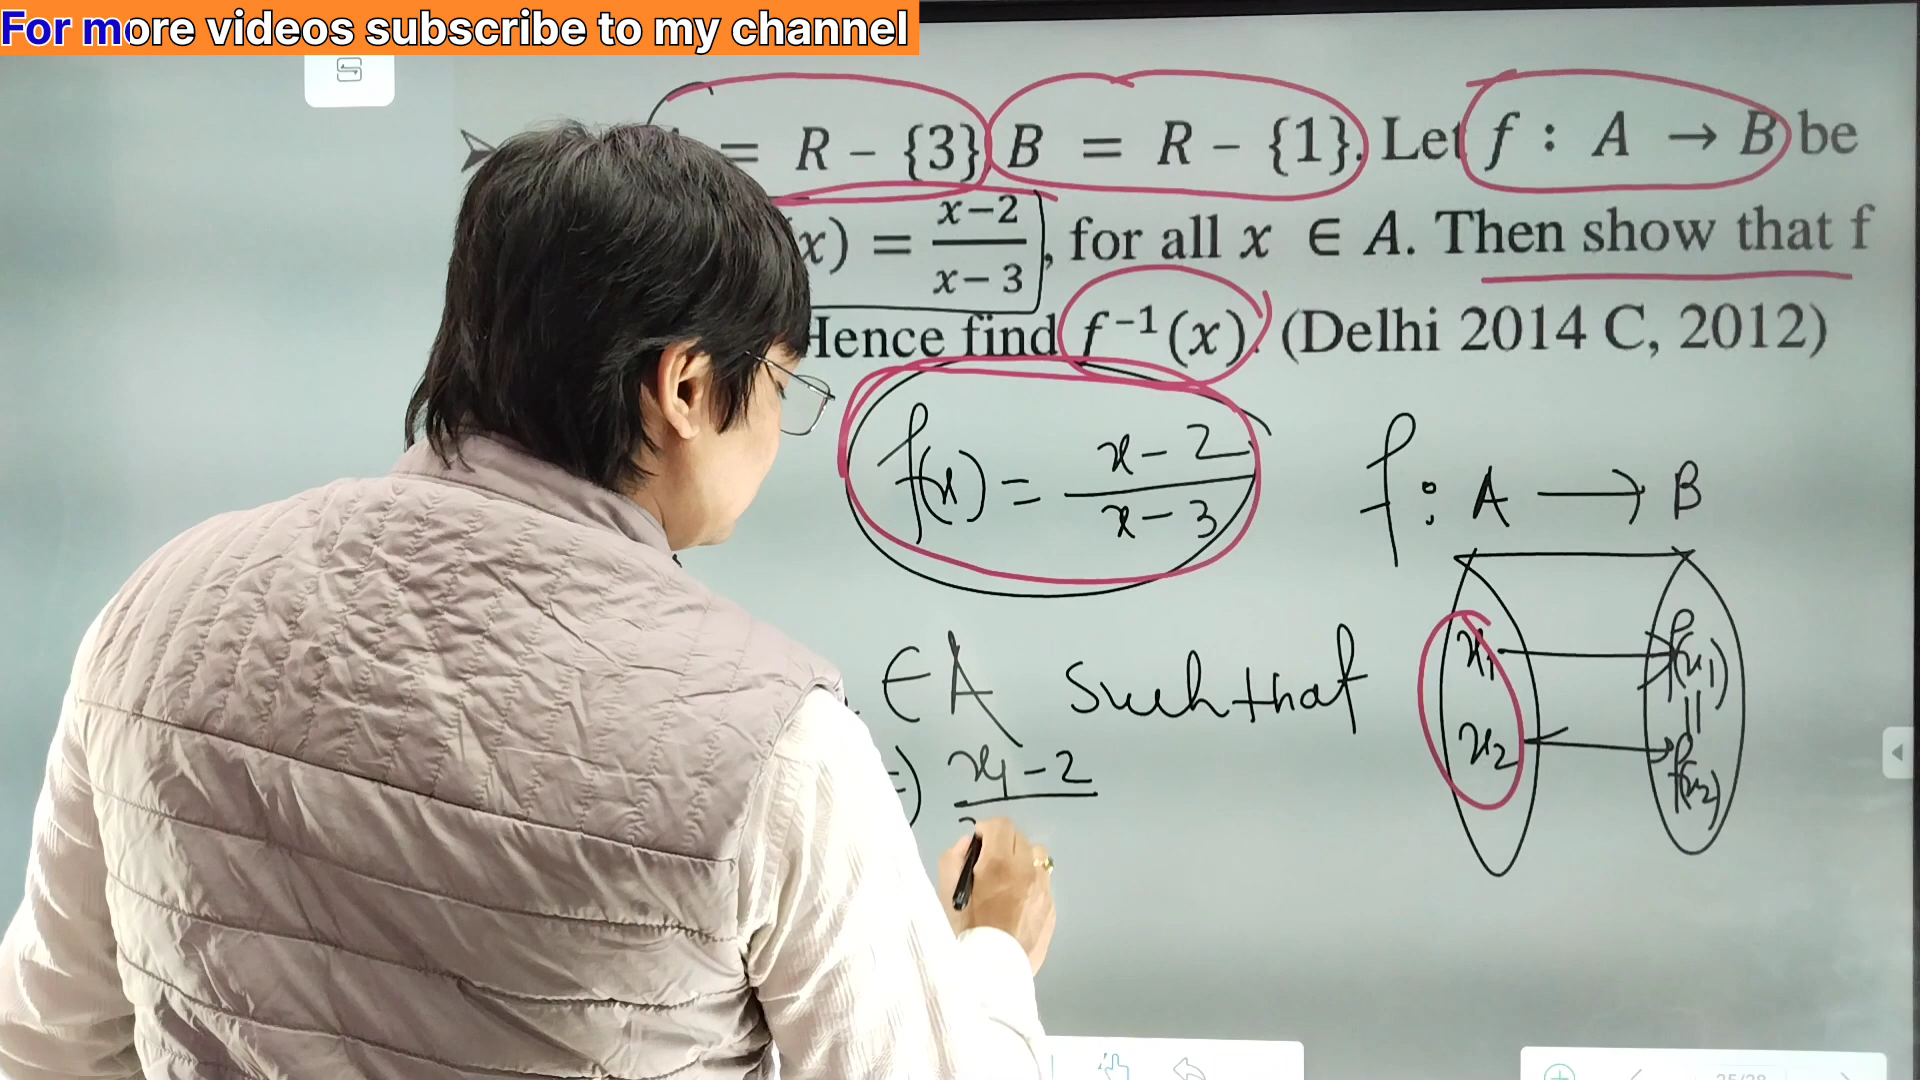 For more videos subscribe to my channel
= R – {3} B = R – {1}. Let f : A → B be
x) = x–2 / x–3, for all x ∈ A. Then show that f
Hence find f⁻¹(x). (Delhi 2014 C, 2012)
f(x) = x-2 / x-3
f : A → B
∈ A such that
x₁ f(x₁)
||
x₂ f(x₂)
=) x₁-2